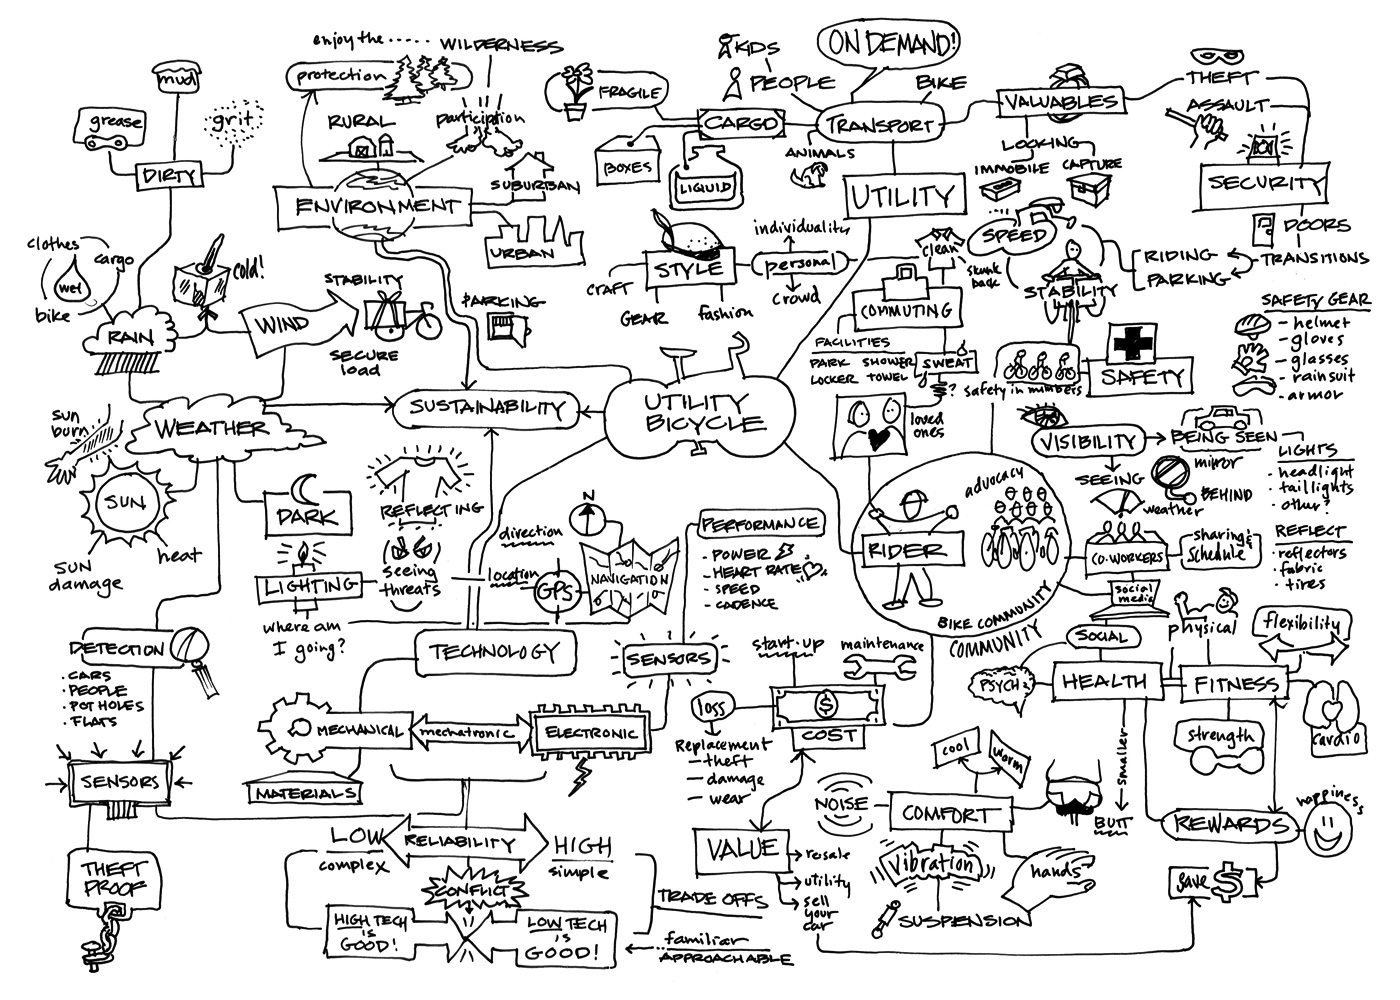 enjoy the ..... WILDERNESS
protection
RURAL
participtiон
SUBURBAN
ENVIRONMENT
URBAN
mud
grease
grit
DIRTY
clothes
cargo
wet
bike
cold!
RAIN
WIND
STABILITY
SECURE
LOAD
WEATHER
sun
burn
SUN
SUN
damage
heat
DARK
LIGHTING
where am
I going?
REFLECTING
seeing
threats
PARKING
SUSTAINABILITY
UTILITY
BICYCLE
KIDS
PEOPLE
ON DEMAND!
BIKE
FRAGILE
CARGO
TRANSPORT
BOXES
LIQUID
ANIMALS
UTILITY
VALUABLES
LOOKING
IMMOBILE
CAPTURE
THEFT
ASSAULT
SECURITY
DOORS
TRANSITIONS
RIDING
PARKING
STYLE
CRAFT
GEAR
fashion
individuality
personal
crowd
clean
skunk
back
COMMUTING
FACILITIES
PARK SHOWER
LOCKER TOWEL
SWEAT
?
loved
ones
SPEED
STABILITY
safety in numbers
SAFETY
SAFETY GEAR
- helmet
- gloves
- glasses
- rainsuit
- armor
VISIBILITY
BEING SEEN
SEEING
weather
mirror
BEHIND
LIGHTS
· headlight
· taillights
· other?
REFLECT
· reflectors
· fabric
· tires
advocacy
RIDER
BIKE COMMUNITY
COMMUNITY
CO-WORKERS
sharing &
schedule
social
media
SOCIAL
PSYCH
HEALTH
physical
FITNESS
flexibility
strength
cardio
smaller
BUTT
REWARDS
happiness
save $
direction
N
location
GPS
NAVIGATION
PERFORMANCE
- POWER
- HEART RATE
- SPEED
- CADENCE
TECHNOLOGY
SENSORS
MECHANICAL
mechatronic
ELECTRONIC
MATERIALS
DETECTION
· CARS
· PEOPLE
· POT HOLES
· FLATS
SENSORS
THEFT
PROOF
LOW
complex
RELIABILITY
HIGH
simple
CONFLICT
HIGH TECH
is
GOOD!
LOW TECH
is
GOOD!
TRADE OFFS
familiar
APPROACHABLE
start-up
maintenance
loss
$
COST
Replacement
- theft
- damage
- wear
VALUE
resale
utility
sell
your
car
NOISE
cool
warm
COMFORT
Vibration
SUSPENSION
hands